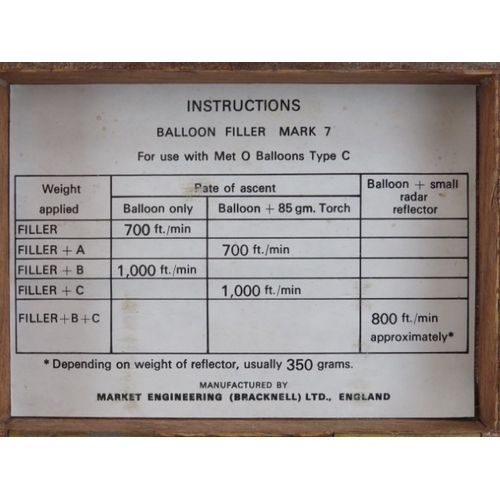 INSTRUCTIONS
BALLOON FILLER MARK 7
For use with Met O Balloons Type C
Weight applied | Rate of ascent | Balloon + small radar reflector
Balloon only | Balloon + 85 gm. Torch
FILLER | 700 ft./min
FILLER + A | 700 ft./min
FILLER + B | 1,000 ft./min
FILLER + C | 1,000 ft./min
FILLER+B+C | 800 ft./min approximately*
* Depending on weight of reflector, usually 350 grams.
MANUFACTURED BY
MARKET ENGINEERING (BRACKNELL) LTD., ENGLAND